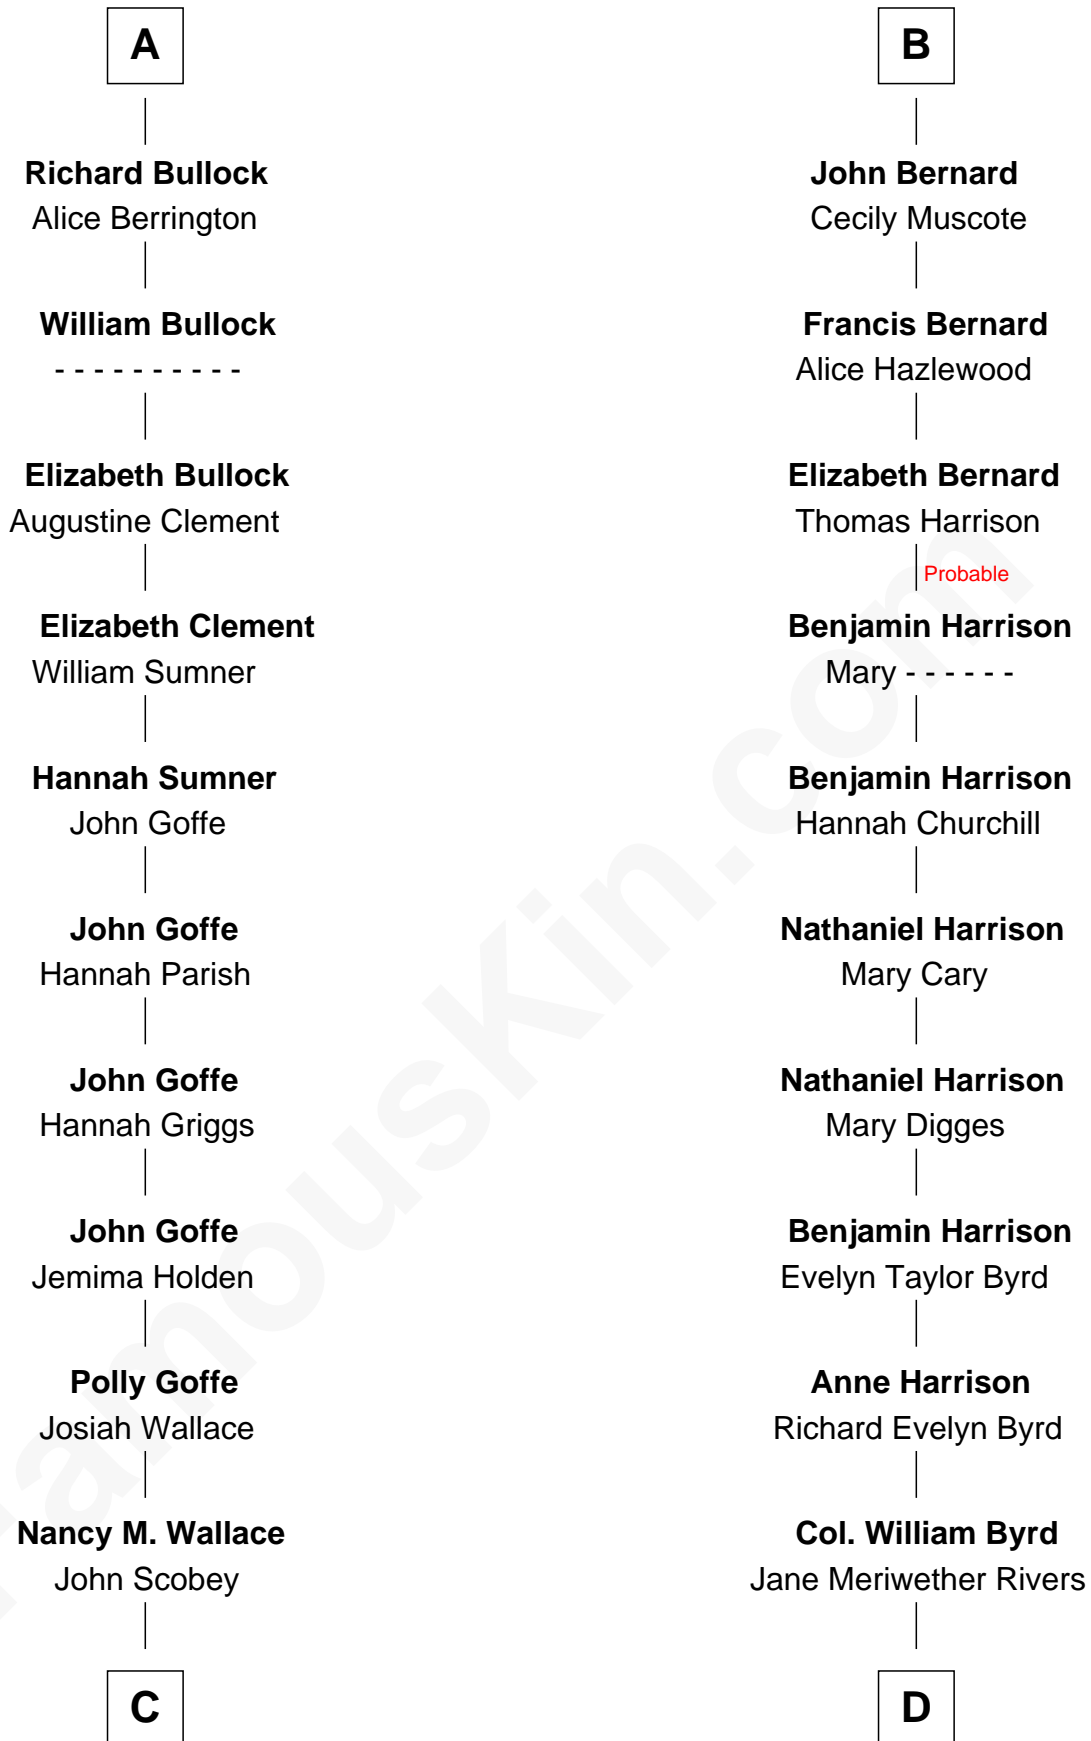 A
Richard Bullock
Alice Berrington
William Bullock
- - - - - - - - - -
Elizabeth Bullock
Augustine Clement
Elizabeth Clement
William Sumner
Hannah Sumner
John Goffe
John Goffe
Hannah Parish
John Goffe
Hannah Griggs
John Goffe
Jemima Holden
Polly Goffe
Josiah Wallace
Nancy M. Wallace
John Scobey
C
B
John Bernard
Cecily Muscote
Francis Bernard
Alice Hazlewood
Elizabeth Bernard
Thomas Harrison
Probable
Benjamin Harrison
Mary - - - - - -
Benjamin Harrison
Hannah Churchill
Nathaniel Harrison
Mary Cary
Nathaniel Harrison
Mary Digges
Benjamin Harrison
Evelyn Taylor Byrd
Anne Harrison
Richard Evelyn Byrd
Col. William Byrd
Jane Meriwether Rivers
D
FamousKin.com